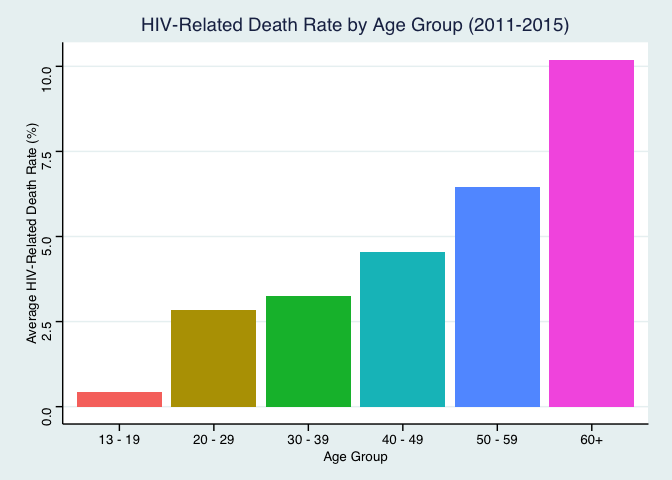 HIV-Related Death Rate by Age Group (2011-2015)
Average HIV-Related Death Rate (%)
10.0
7.5
5.0
2.5
0.0
13 - 19
20 - 29
30 - 39
40 - 49
50 - 59
60+
Age Group